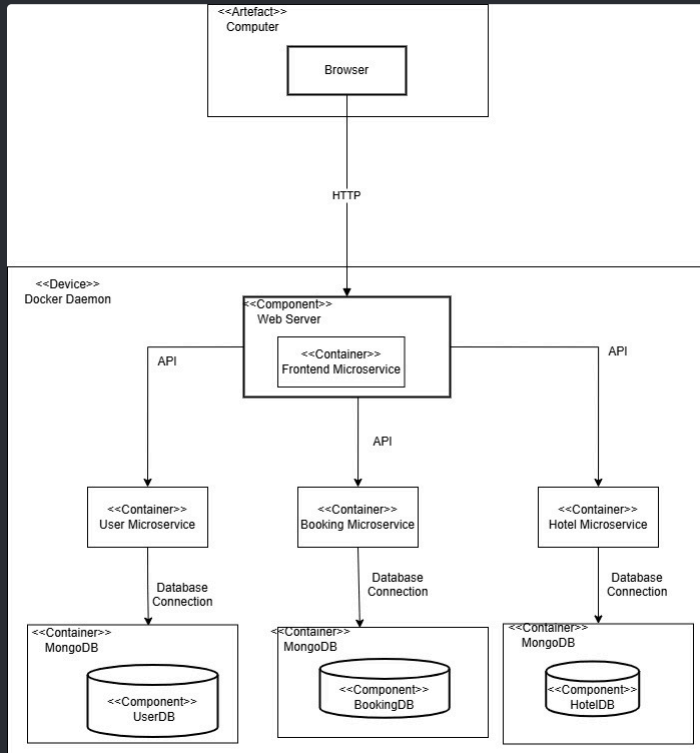 <<Artefact>>
Computer
Browser
HTTP
<<Device>>
Docker Daemon
<<Component>>
Web Server
<<Container>>
Frontend Microservice
API
API
API
<<Container>>
User Microservice
<<Container>>
Booking Microservice
<<Container>>
Hotel Microservice
Database
Connection
Database
Connection
Database
Connection
<<Container>>
MongoDB
<<Component>>
UserDB
<<Container>>
MongoDB
<<Component>>
BookingDB
<<Container>>
MongoDB
<<Component>>
HotelDB